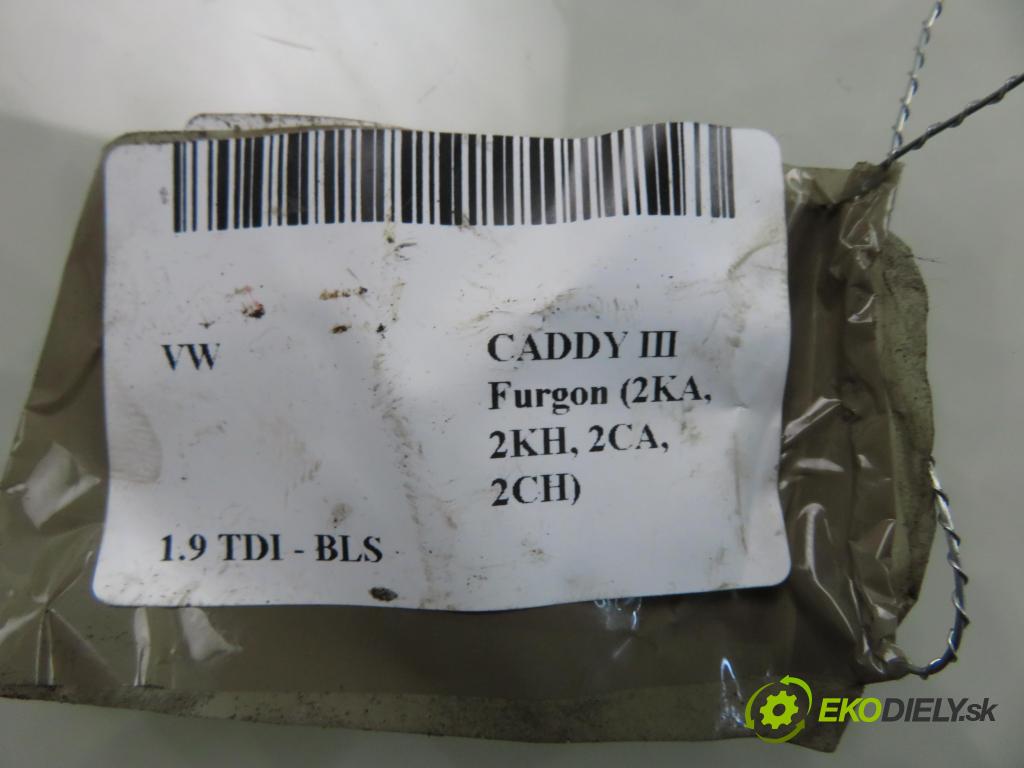 VW
CADDY III
Furgon (2KA,
2KH, 2CA,
2CH)
1.9 TDI - BLS
EKODIELY.sk